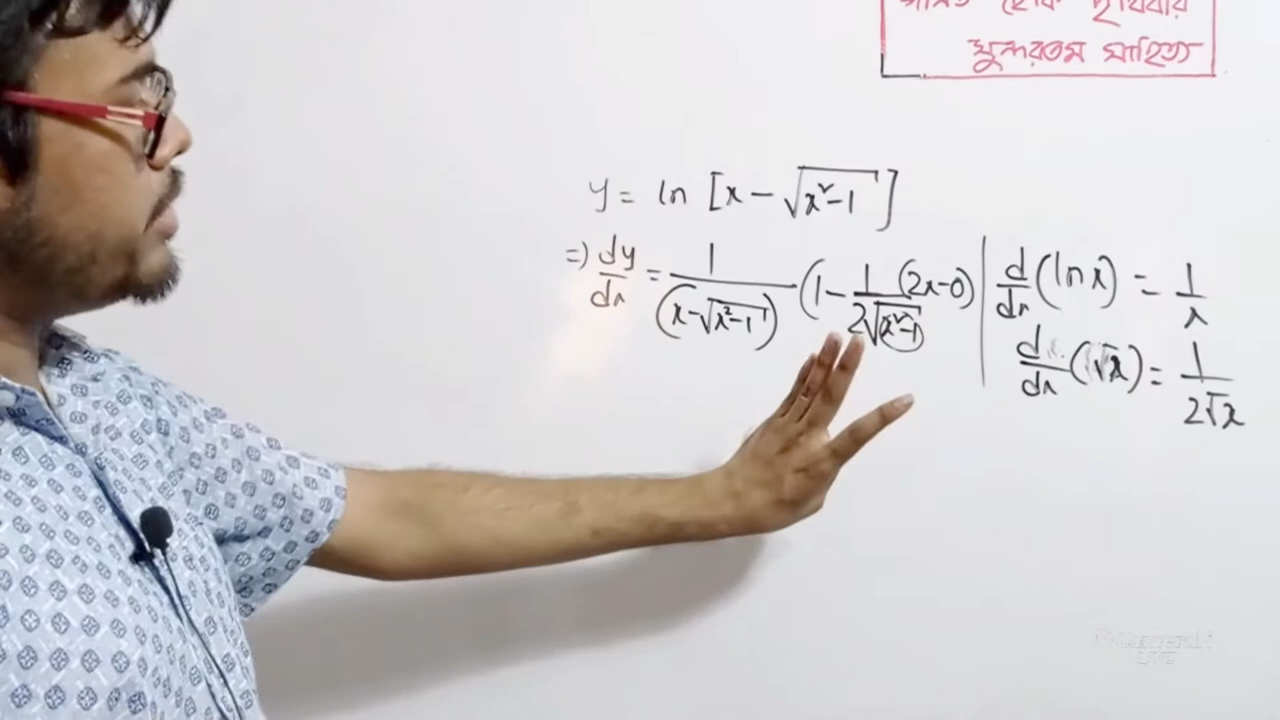 গণিত হোক পৃথিবীর
সুন্দরতম সাহিত্য
y = ln [x − √(x²−1)]
=) dy/dx = 1/(x−√(x²−1)) (1− 1/(2√(x²−1)) (2x−0)
d/dx (ln x) = 1/x
d/dx (√x) = 1/(2√x)